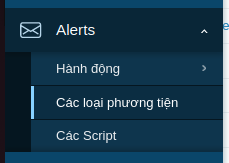 Alerts
Hành động
Các loại phương tiện
Các Script